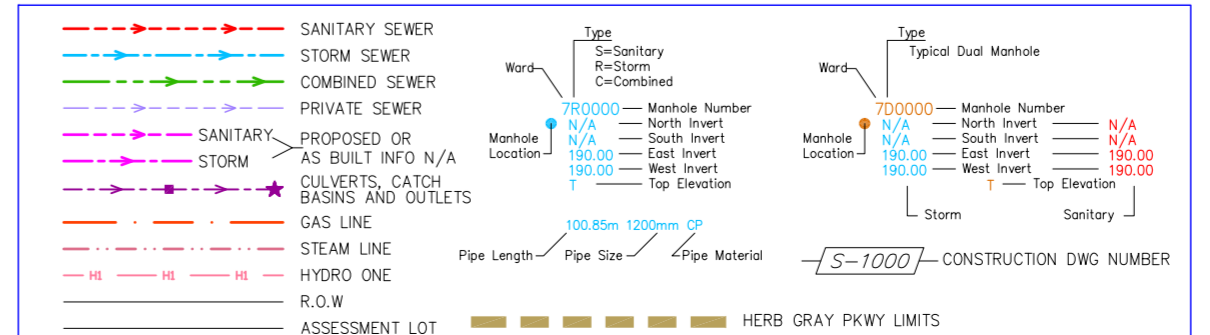 SANITARY SEWER
STORM SEWER
COMBINED SEWER
PRIVATE SEWER
SANITARY
STORM
PROPOSED OR
AS BUILT INFO N/A
CULVERTS, CATCH
BASINS AND OUTLETS
GAS LINE
STEAM LINE
H1 H1 H1 HYDRO ONE
R.O.W
ASSESSMENT LOT
Type
S=Sanitary
R=Storm
C=Combined
Ward
7R0000 Manhole Number
N/A North Invert
N/A South Invert
190.00 East Invert
190.00 West Invert
T Top Elevation
Manhole
Location
100.85m 1200mm CP
Pipe Length Pipe Size Pipe Material
HERB GRAY PKWY LIMITS
Type
Typical Dual Manhole
Ward
7D0000 Manhole Number
N/A North Invert N/A
N/A South Invert N/A
190.00 East Invert 190.00
190.00 West Invert 190.00
T Top Elevation
Manhole
Location
Storm Sanitary
S-1000 CONSTRUCTION DWG NUMBER